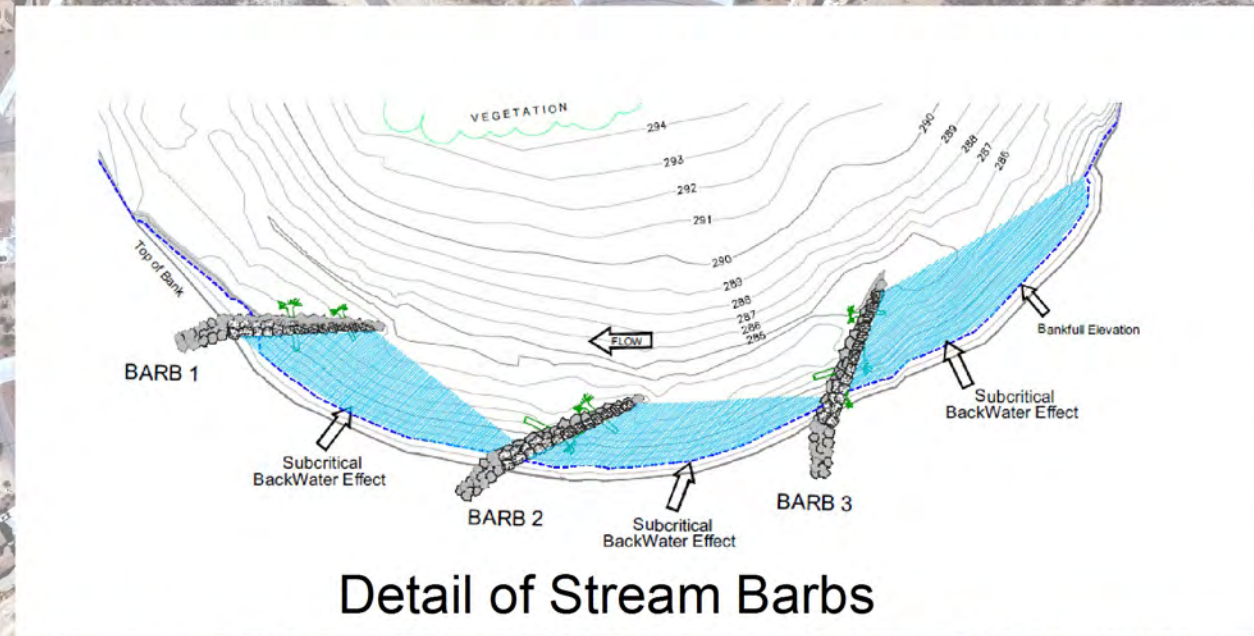 VEGETATION
294
293
292
291
290
289
288
287
286
285
290
289
288
287
286
Top of Bank
FLOW
BARB 1
Subcritical
BackWater Effect
BARB 2
Subcritical
BackWater Effect
BARB 3
Subcritical
BackWater Effect
Bankfull Elevation
Detail of Stream Barbs